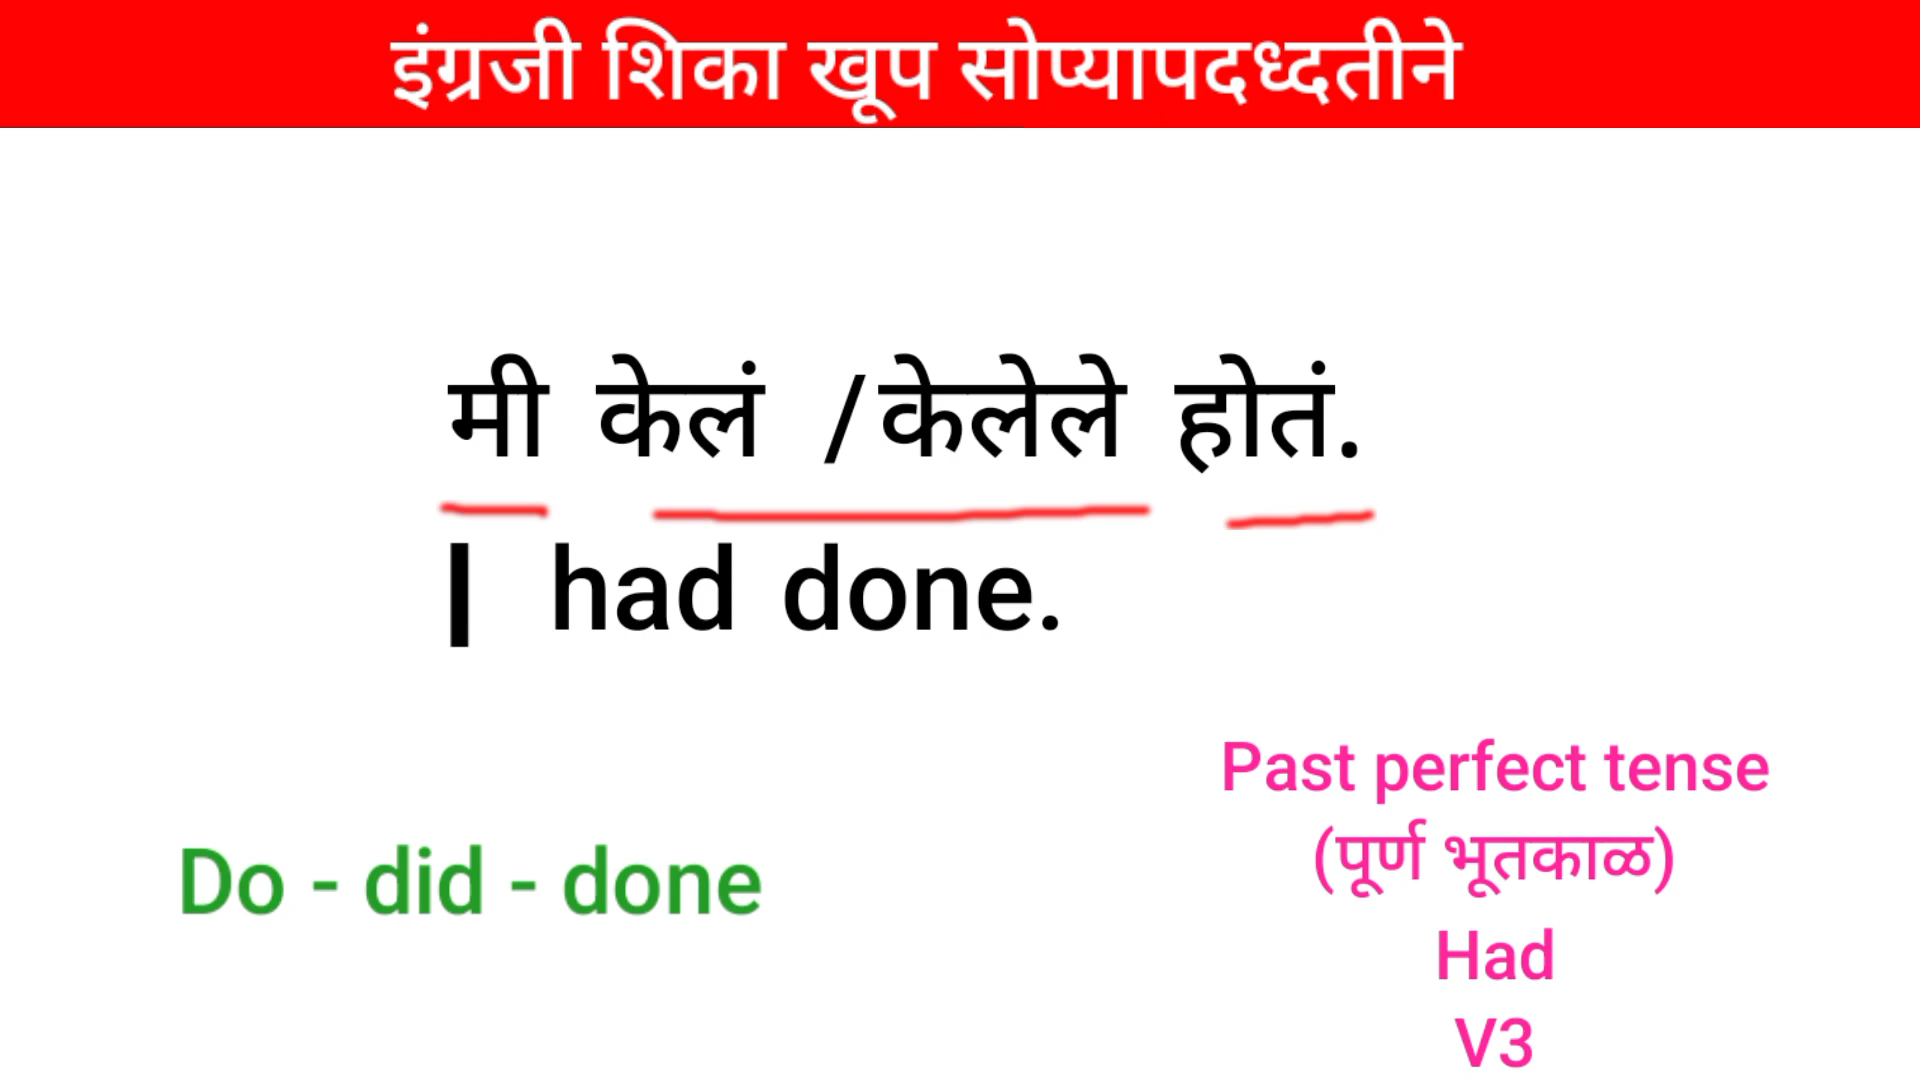 इंग्रजी शिका खूप सोप्यापदध्दतीने
मी केलं /केलेले होतं.
I had done.
Past perfect tense
(पूर्ण भूतकाळ)
Do - did - done
Had
V3